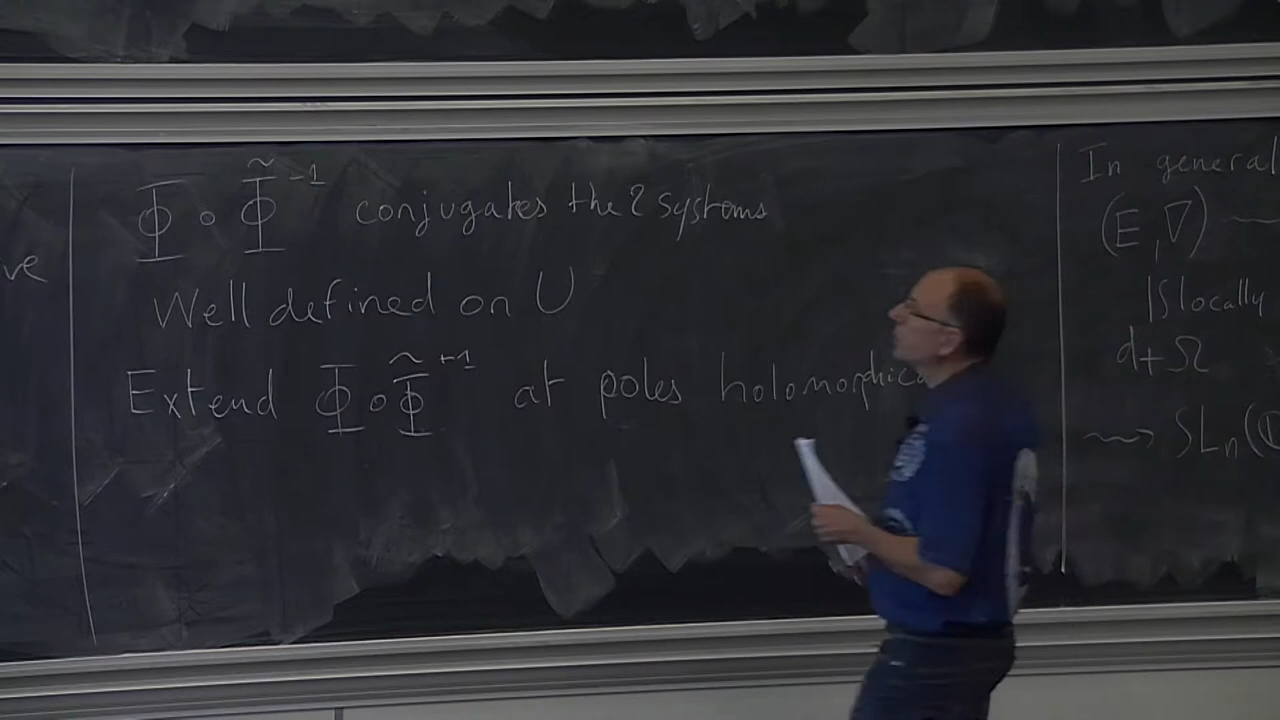 ve
Φ ∘ Φ̃⁻¹ conjugates the 2 systems
Well defined on U
Extend Φ ∘ Φ̃⁺¹ at poles holomorphica
In general
(E, ∇) ⇝
|S locally
d + Ω
⇝ SLₙ(ℂ